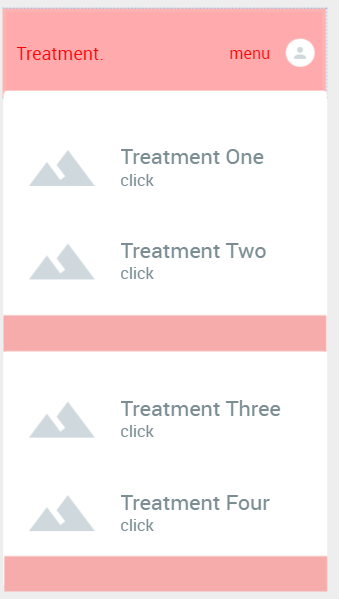 Treatment.
menu
Treatment One
click
Treatment Two
click
Treatment Three
click
Treatment Four
click